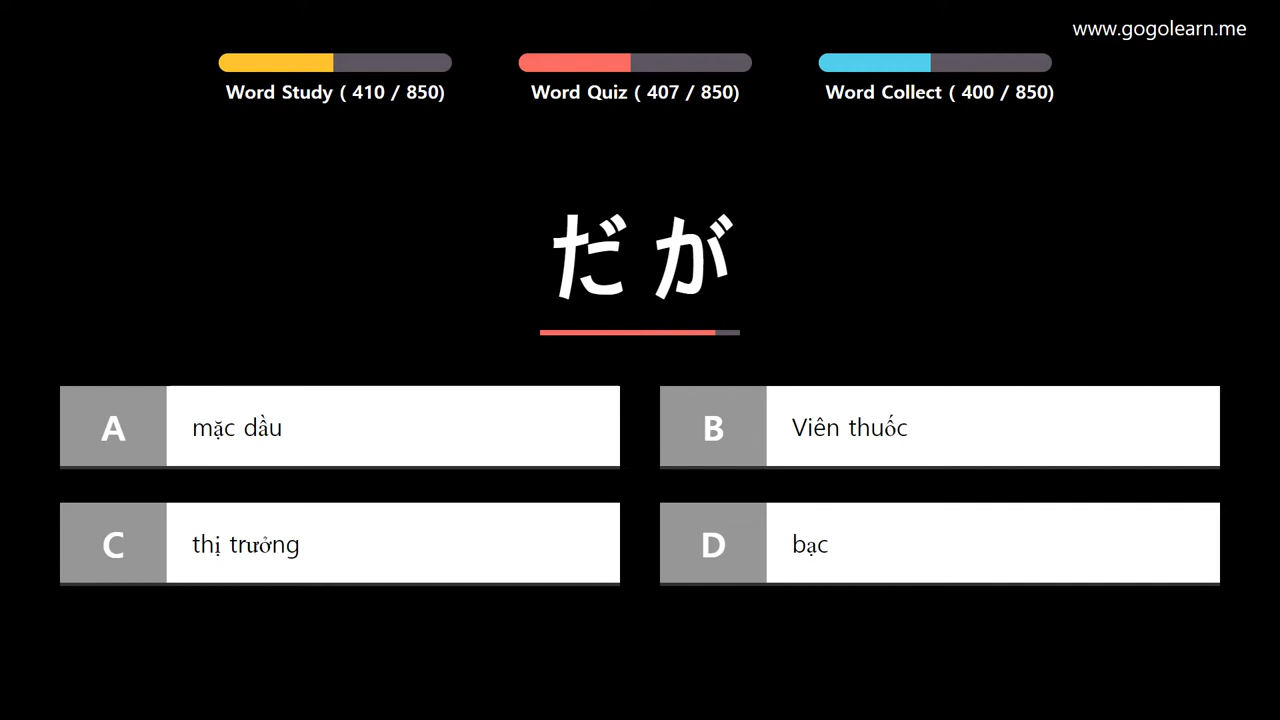 www.gogolearn.me
Word Study ( 410 / 850)
Word Quiz ( 407 / 850)
Word Collect ( 400 / 850)
だが
A mặc dầu
B Viên thuốc
C thị trưởng
D bạc